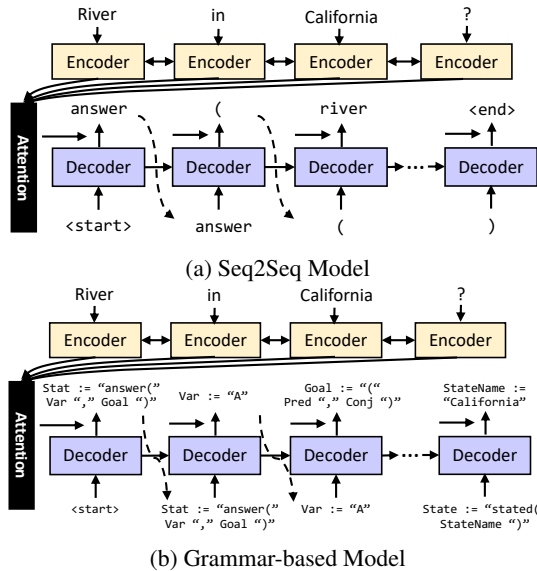 River in California ?
Encoder Encoder Encoder Encoder
Attention
answer ( river <end>
Decoder Decoder Decoder ... Decoder
<start> answer ( )
(a) Seq2Seq Model
River in California ?
Encoder Encoder Encoder Encoder
Attention
Stat := “answer(” Var := “A” Goal := “(“ StateName :=
Var “,” Goal “)” Pred “,” Conj “)” “California”
Decoder Decoder Decoder ... Decoder
<start> Stat := “answer(” Var := “A” State := “stated(“
Var “,” Goal “)” StateName “)”
(b) Grammar-based Model